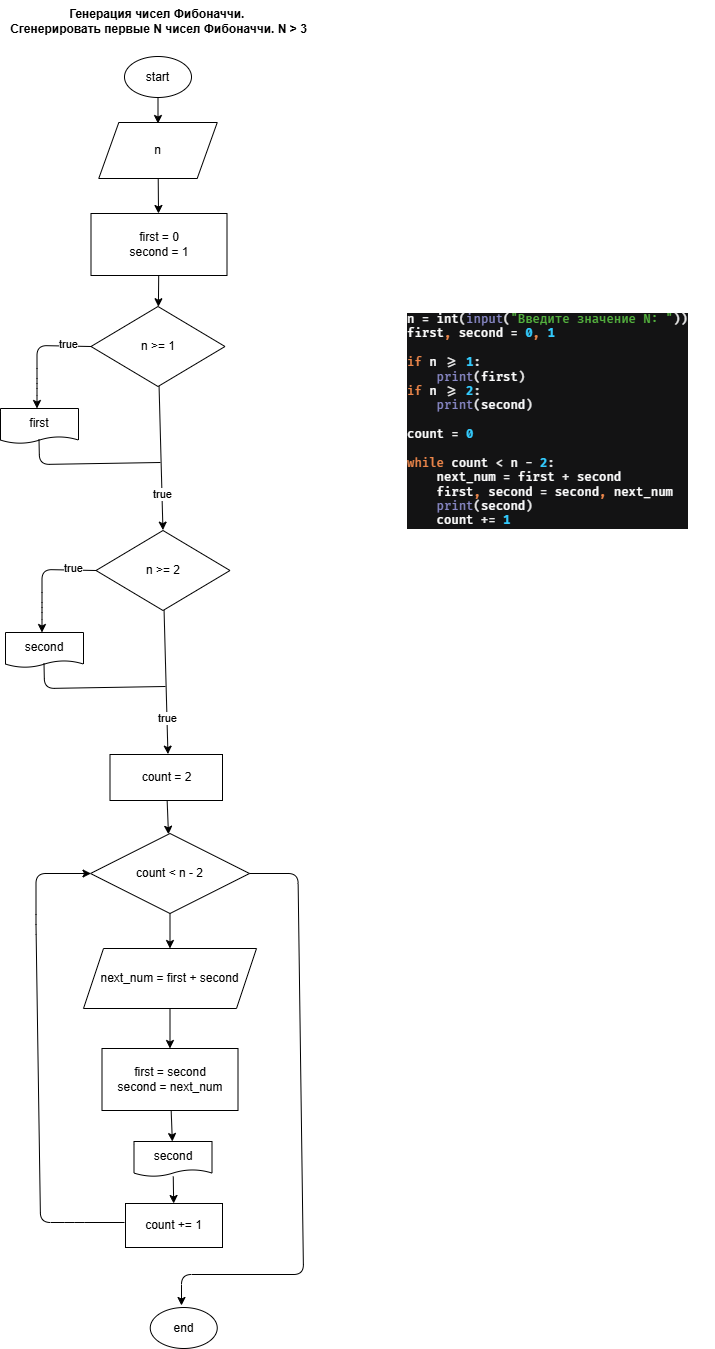 Генерация чисел Фибоначчи.
Сгенерировать первые N чисел Фибоначчи. N > 3
start
n
first = 0
second = 1
n >= 1
true
first
true
n >= 2
true
second
true
count = 2
count < n - 2
next_num = first + second
first = second
second = next_num
second
count += 1
end
n = int(input("Введите значение N: "))
first, second = 0, 1
if n ⩾ 1:
print(first)
if n ⩾ 2:
print(second)
count = 0
while count < n - 2:
next_num = first + second
first, second = second, next_num
print(second)
count += 1